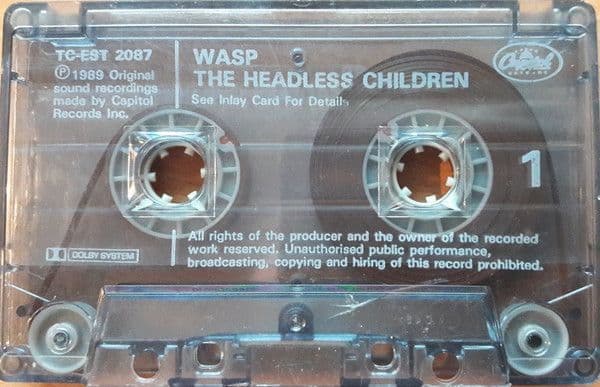 TC-EST 2087
Ⓟ1989 Original
sound recordings
made by Capitol
Records Inc.
WASP
THE HEADLESS CHILDREN
See Inlay Card For Details
Capitol
1
DOLBY SYSTEM
All rights of the producer and the owner of the recorded
work reserved. Unauthorised public performance,
broadcasting, copying and hiring of this record prohibited.